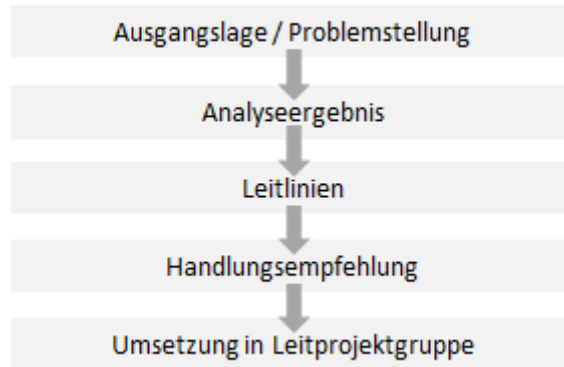 Ausgangslage / Problemstellung
Analyseergebnis
Leitlinien
Handlungsempfehlung
Umsetzung in Leitprojektgruppe